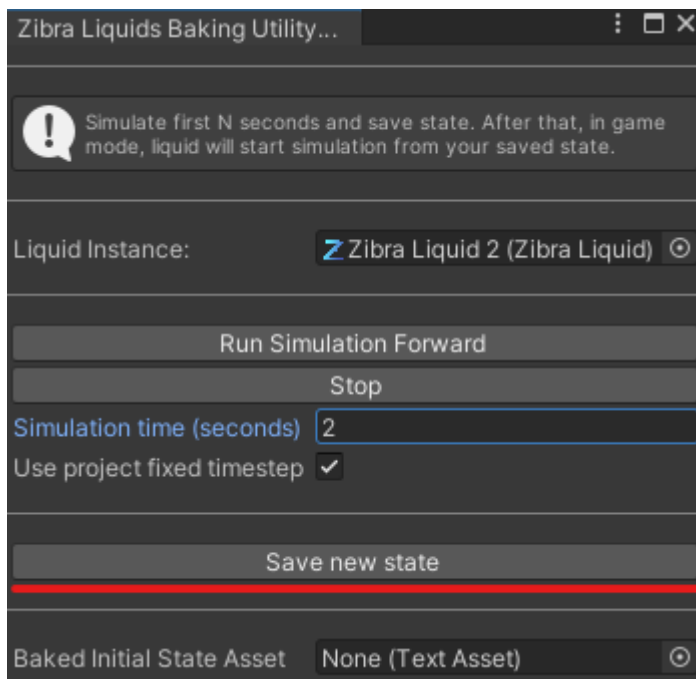 Zibra Liquids Baking Utility...
Simulate first N seconds and save state. After that, in game
mode, liquid will start simulation from your saved state.
Liquid Instance: Zibra Liquid 2 (Zibra Liquid)
Run Simulation Forward
Stop
Simulation time (seconds) 2
Use project fixed timestep
Save new state
Baked Initial State Asset None (Text Asset)